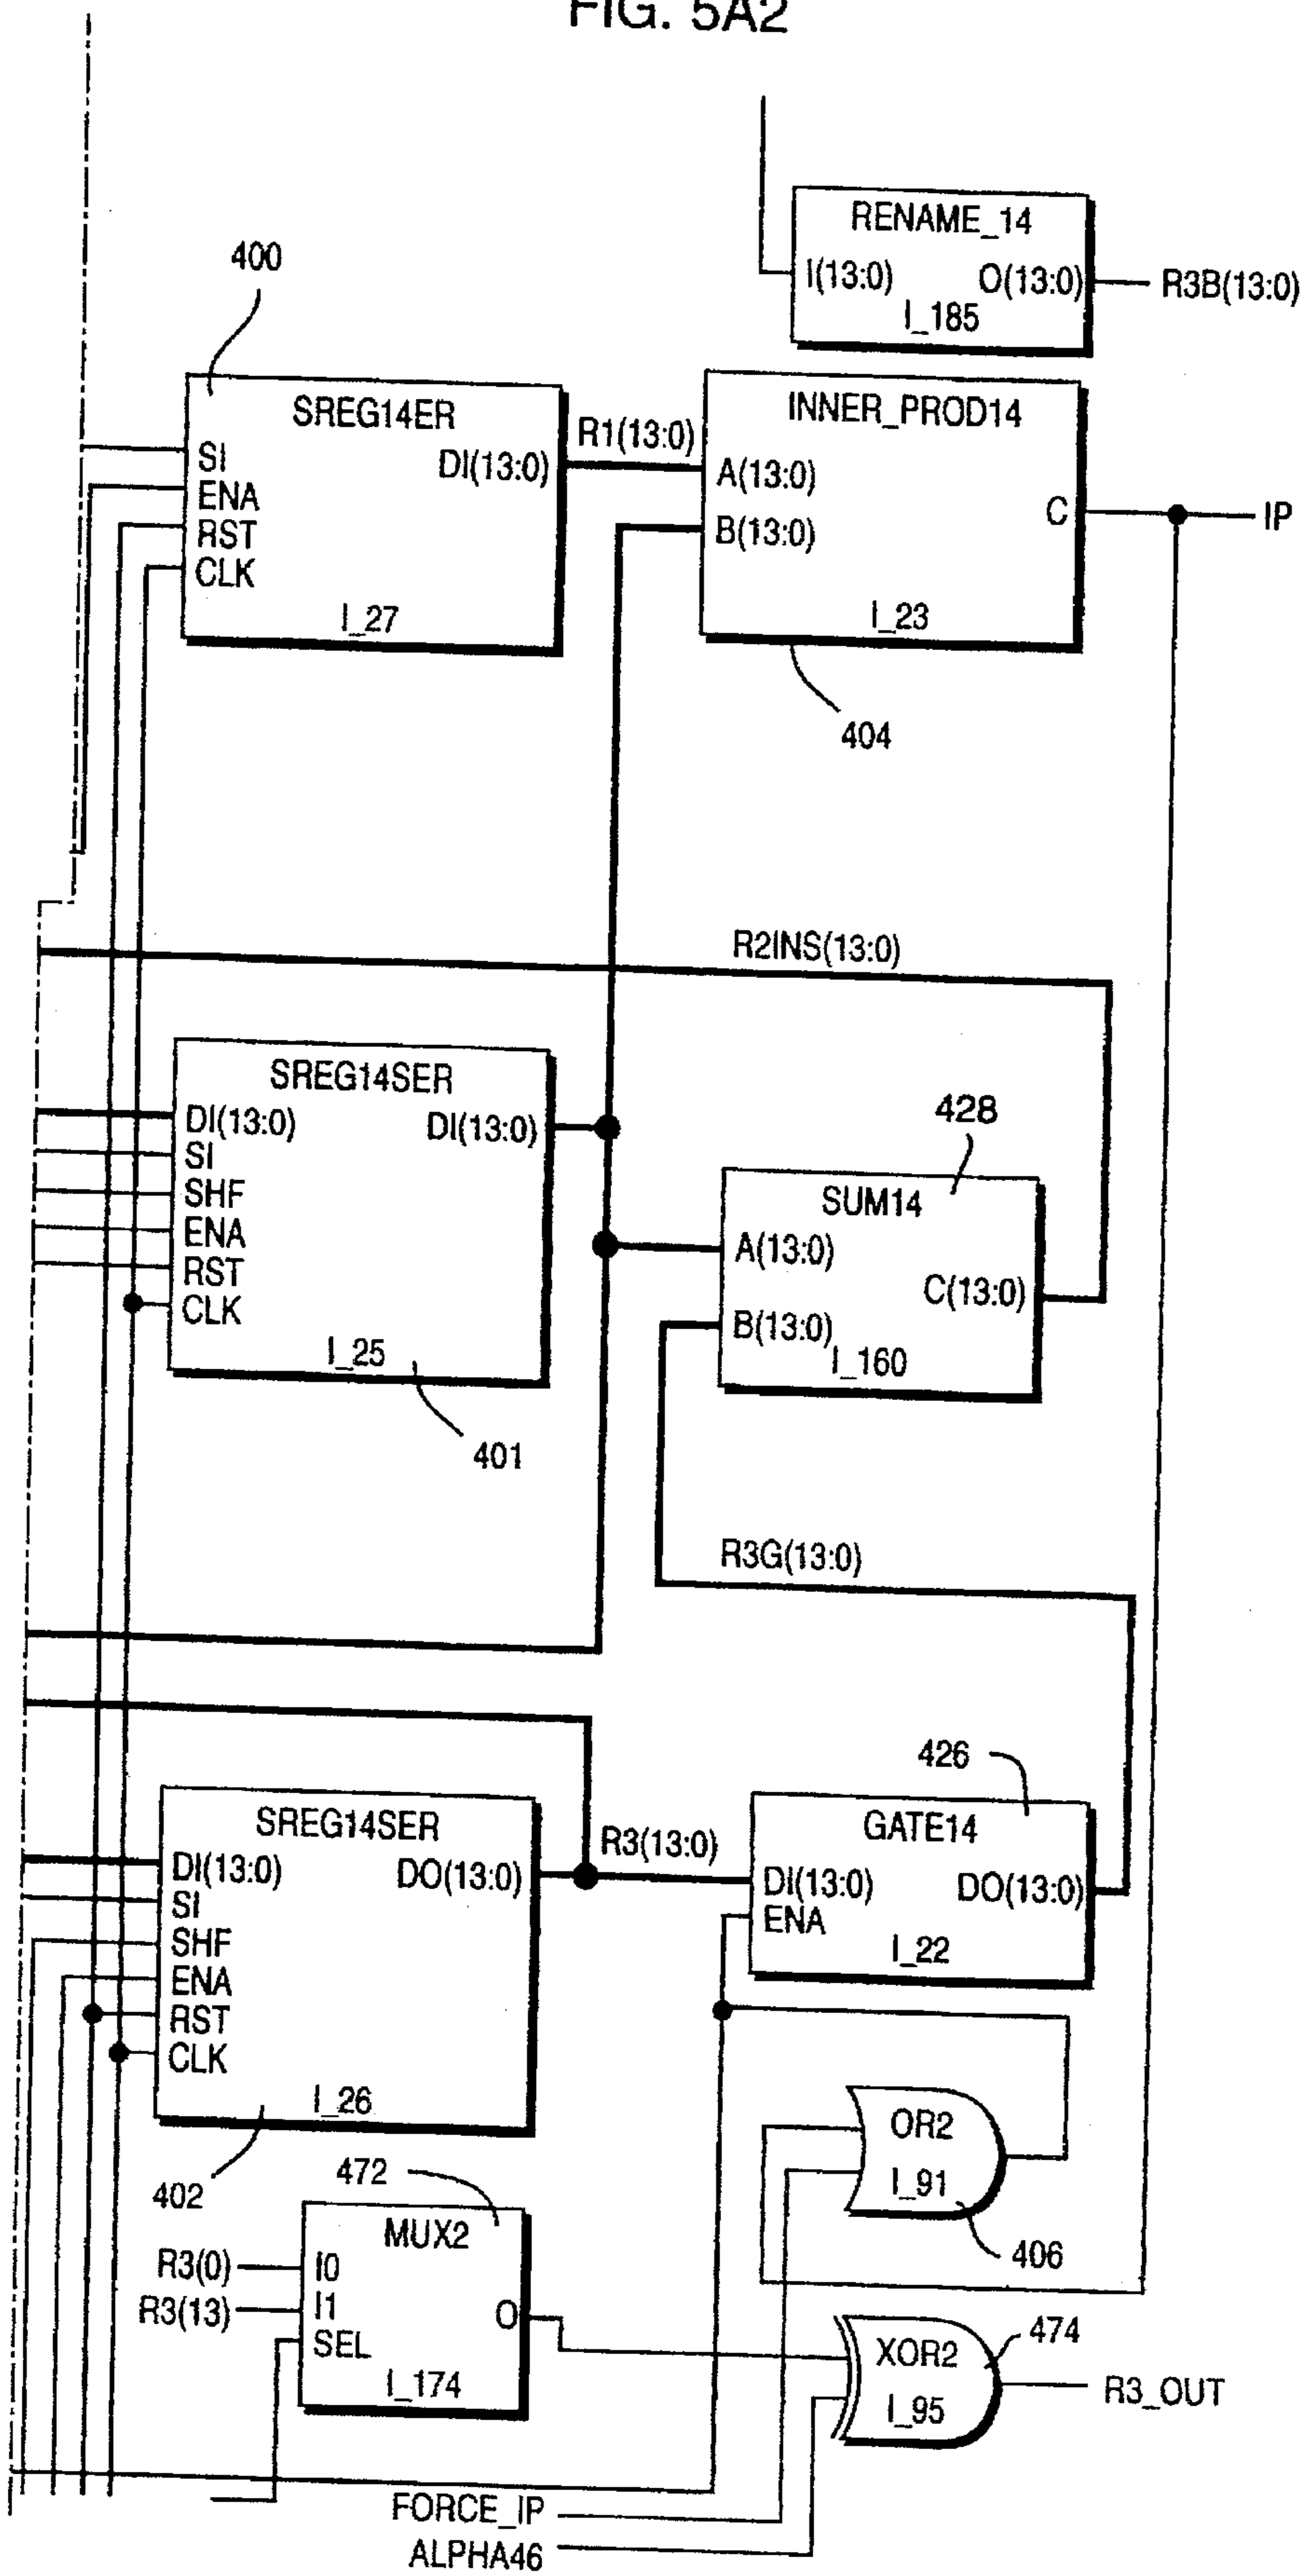 FIG. 5A2
RENAME_14
I(13:0) O(13:0) R3B(13:0)
I_185
400
SREG14ER
SI
ENA
RST
CLK
DI(13:0)
I_27
R1(13:0)
INNER_PROD14
A(13:0)
B(13:0)
C
IP
I_23
404
R2INS(13:0)
SREG14SER
DI(13:0)
SI
SHF
ENA
RST
CLK
DI(13:0)
I_25
401
428
SUM14
A(13:0)
B(13:0)
C(13:0)
I_160
R3G(13:0)
SREG14SER
DI(13:0)
SI
SHF
ENA
RST
CLK
DO(13:0)
I_26
402
R3(13:0)
426
GATE14
DI(13:0)
ENA
DO(13:0)
I_22
OR2
I_91
406
472
MUX2
R3(0)
R3(13)
I0
I1
SEL
O
I_174
XOR2
I_95
474
R3_OUT
FORCE_IP
ALPHA46